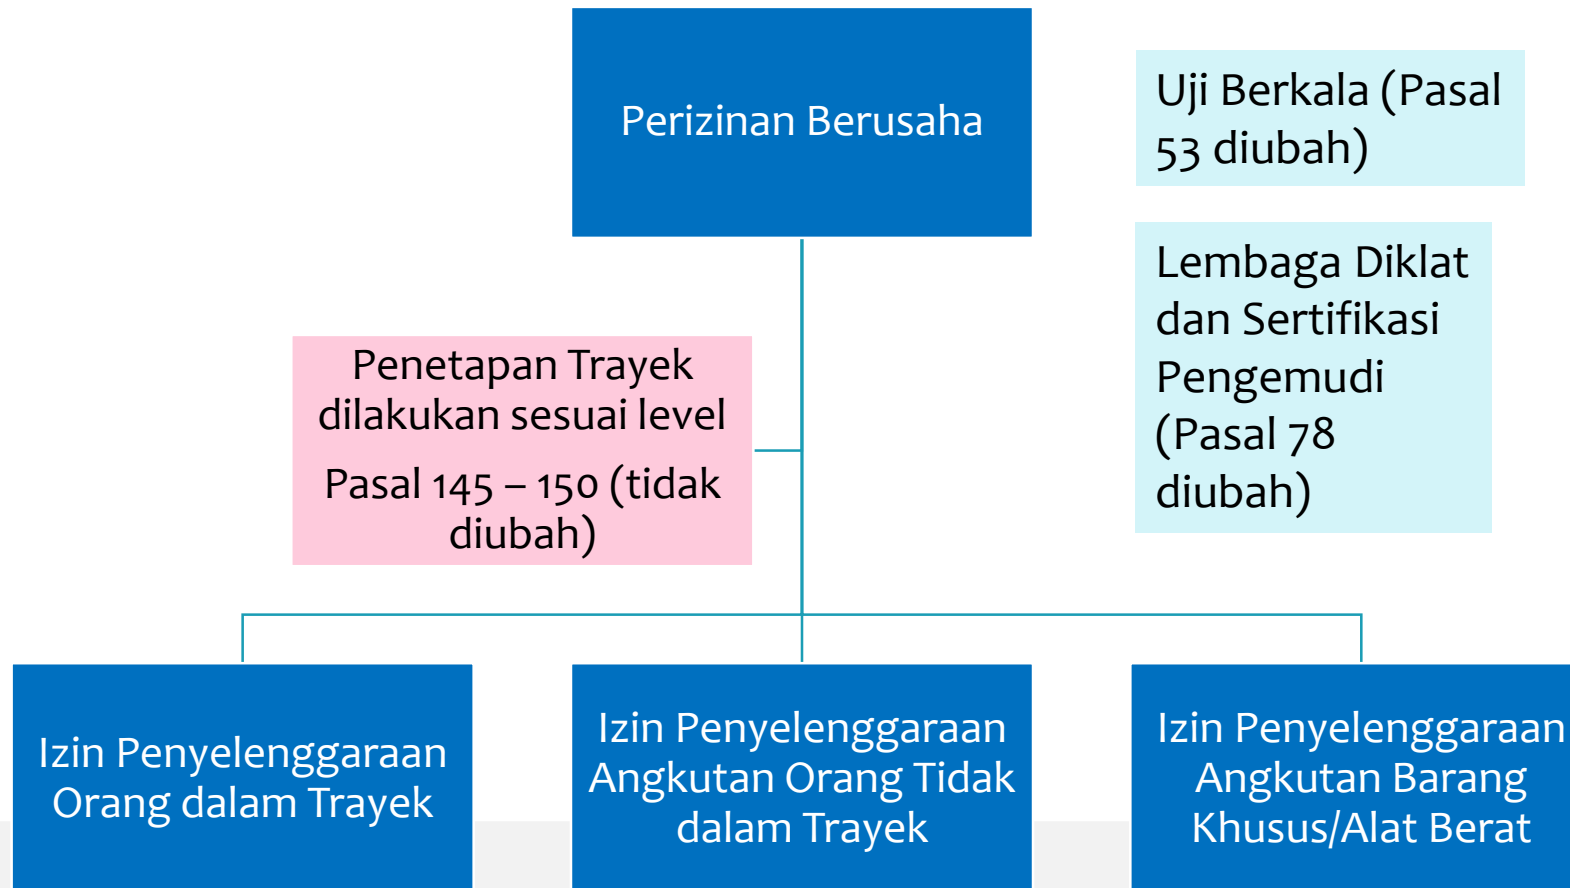 Perizinan Berusaha
Uji Berkala (Pasal
53 diubah)
Lembaga Diklat
dan Sertifikasi
Pengemudi
(Pasal 78
diubah)
Penetapan Trayek
dilakukan sesuai level
Pasal 145 – 150 (tidak
diubah)
Izin Penyelenggaraan
Orang dalam Trayek
Izin Penyelenggaraan
Angkutan Orang Tidak
dalam Trayek
Izin Penyelenggaraan
Angkutan Barang
Khusus/Alat Berat